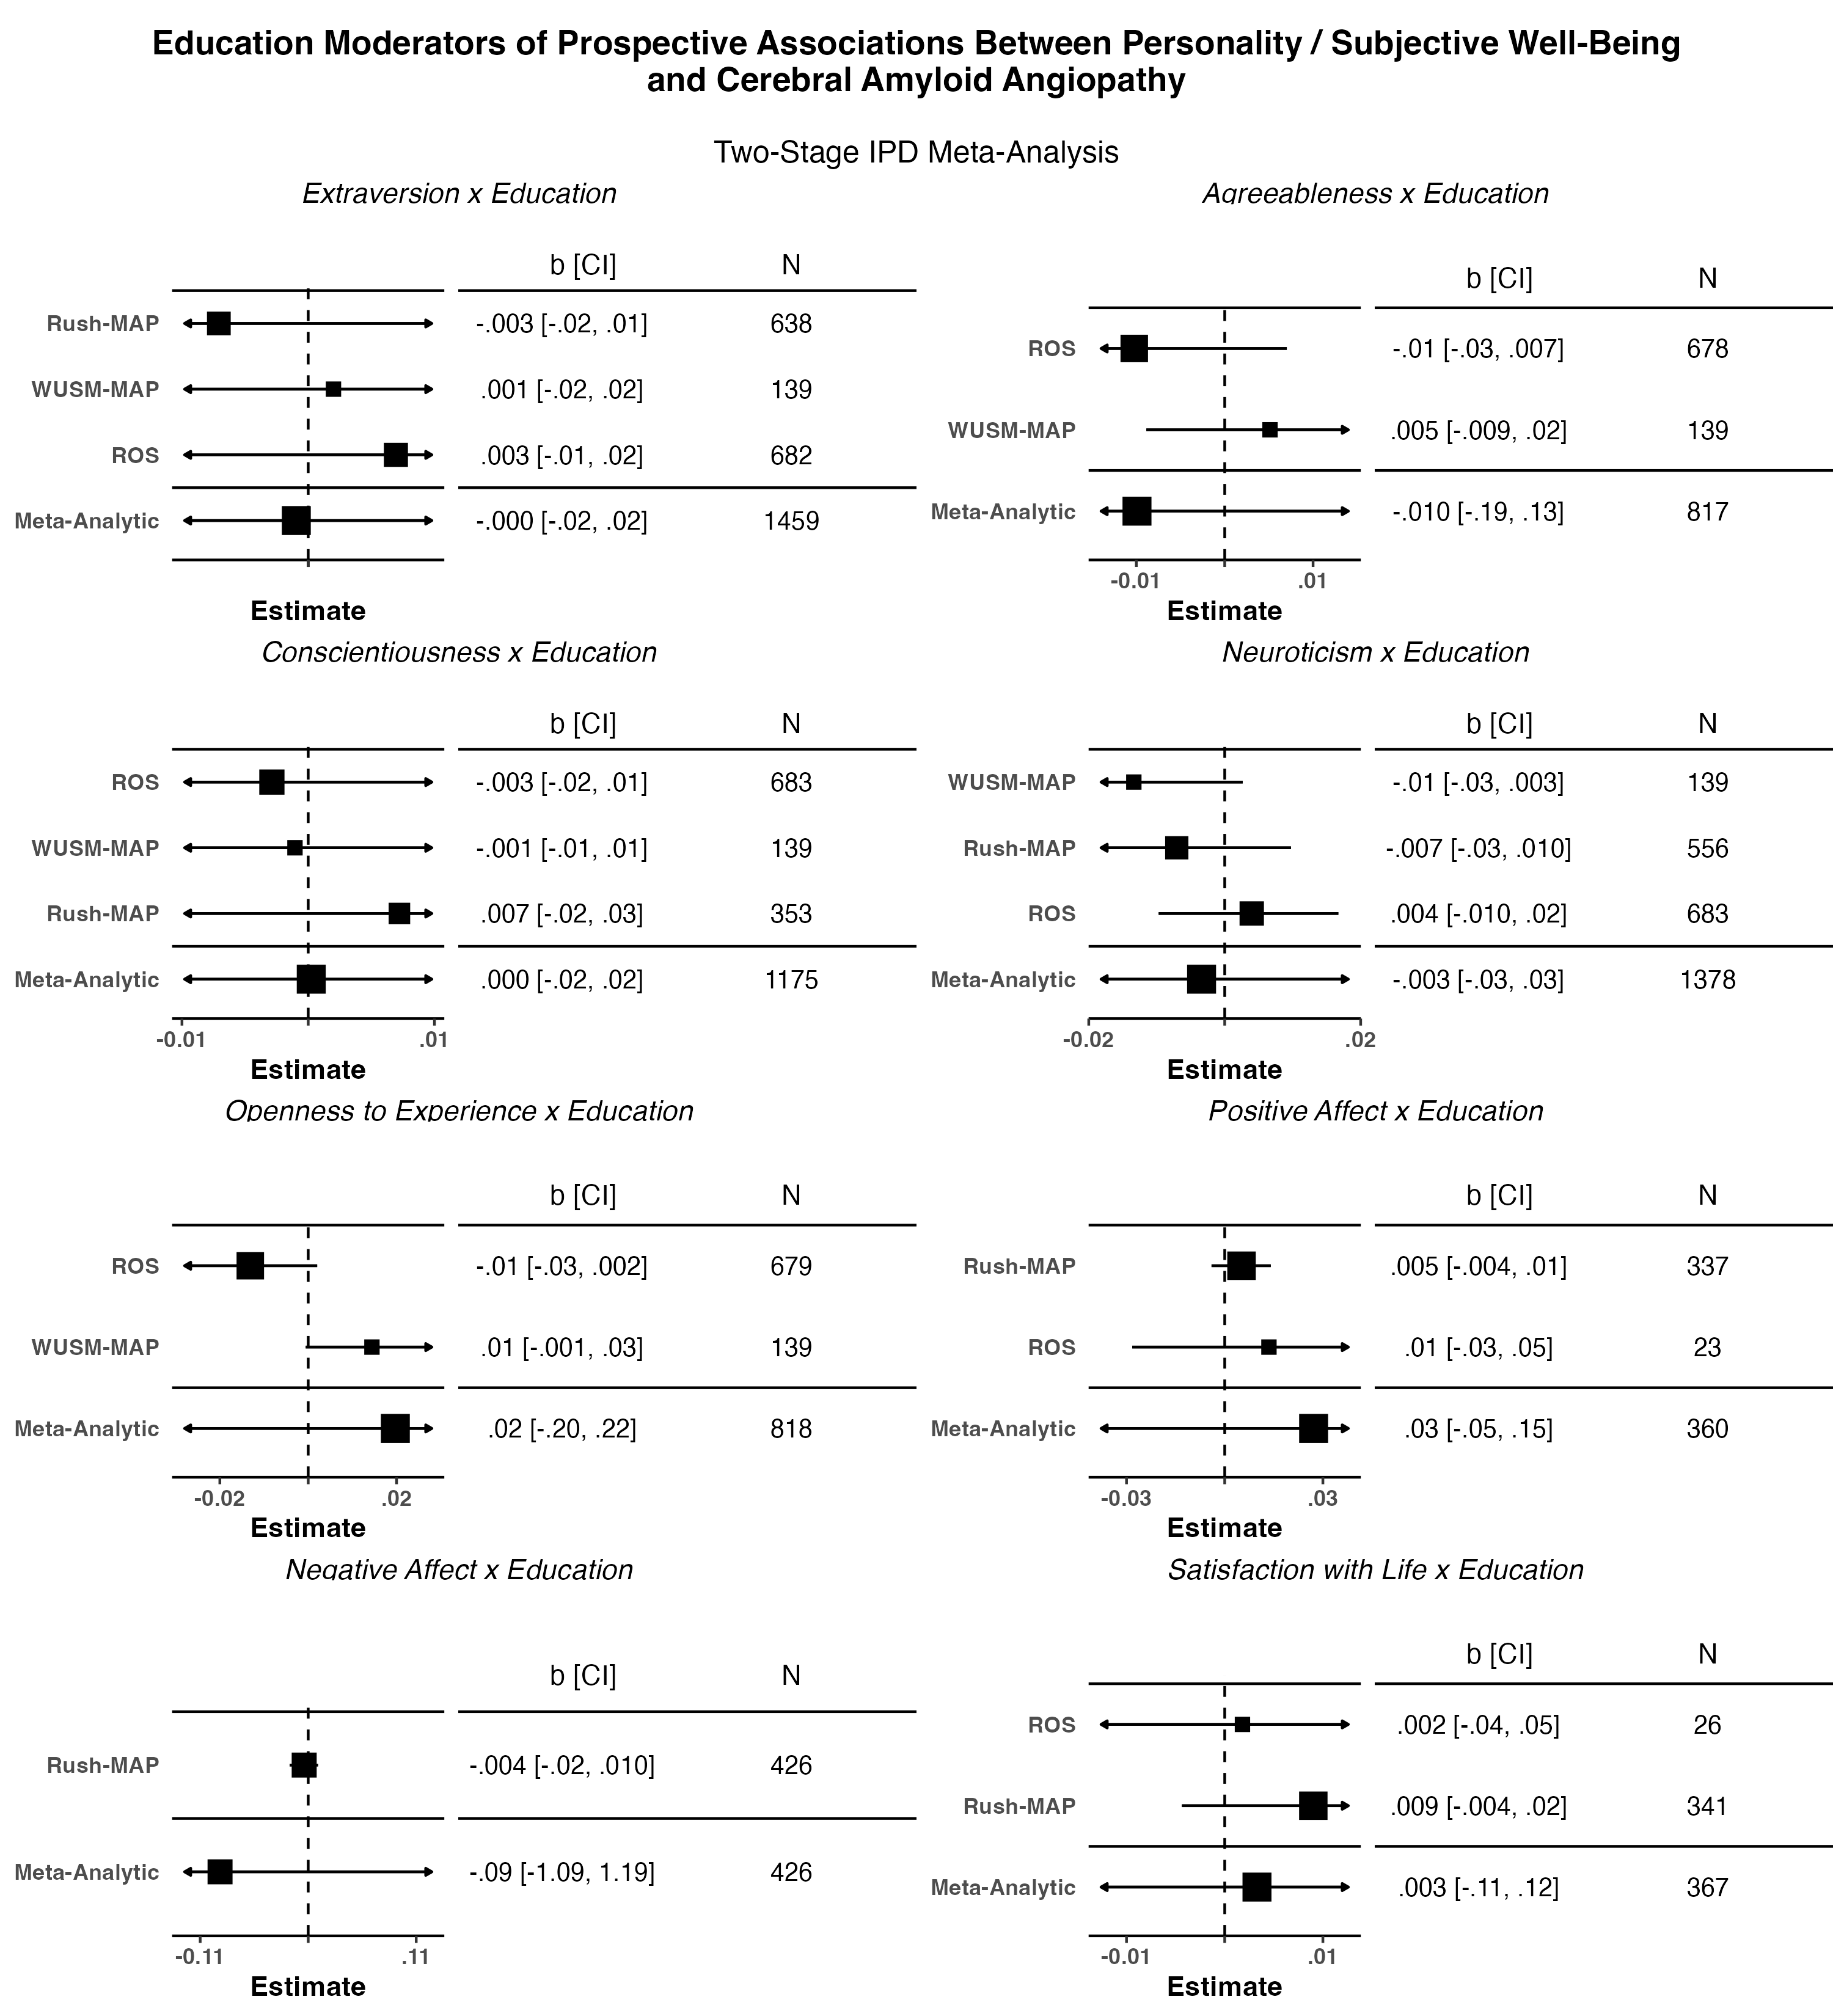 Education Moderators of Prospective Associations Between Personality / Subjective Well-Being
and Cerebral Amyloid Angiopathy
Two-Stage IPD Meta-Analysis
Extraversion x Education
b [CI] N
Rush-MAP -.003 [-.02, .01] 638
WUSM-MAP .001 [-.02, .02] 139
ROS .003 [-.01, .02] 682
Meta-Analytic -.000 [-.02, .02] 1459
Estimate
Agreeableness x Education
b [CI] N
ROS -.01 [-.03, .007] 678
WUSM-MAP .005 [-.009, .02] 139
Meta-Analytic -.010 [-.19, .13] 817
-0.01 .01
Estimate
Conscientiousness x Education
b [CI] N
ROS -.003 [-.02, .01] 683
WUSM-MAP -.001 [-.01, .01] 139
Rush-MAP .007 [-.02, .03] 353
Meta-Analytic .000 [-.02, .02] 1175
-0.01 .01
Estimate
Neuroticism x Education
b [CI] N
WUSM-MAP -.01 [-.03, .003] 139
Rush-MAP -.007 [-.03, .010] 556
ROS .004 [-.010, .02] 683
Meta-Analytic -.003 [-.03, .03] 1378
-0.02 .02
Estimate
Openness to Experience x Education
b [CI] N
ROS -.01 [-.03, .002] 679
WUSM-MAP .01 [-.001, .03] 139
Meta-Analytic .02 [-.20, .22] 818
-0.02 .02
Estimate
Positive Affect x Education
b [CI] N
Rush-MAP .005 [-.004, .01] 337
ROS .01 [-.03, .05] 23
Meta-Analytic .03 [-.05, .15] 360
-0.03 .03
Estimate
Negative Affect x Education
b [CI] N
Rush-MAP -.004 [-.02, .010] 426
Meta-Analytic -.09 [-1.09, 1.19] 426
-0.11 .11
Estimate
Satisfaction with Life x Education
b [CI] N
ROS .002 [-.04, .05] 26
Rush-MAP .009 [-.004, .02] 341
Meta-Analytic .003 [-.11, .12] 367
-0.01 .01
Estimate